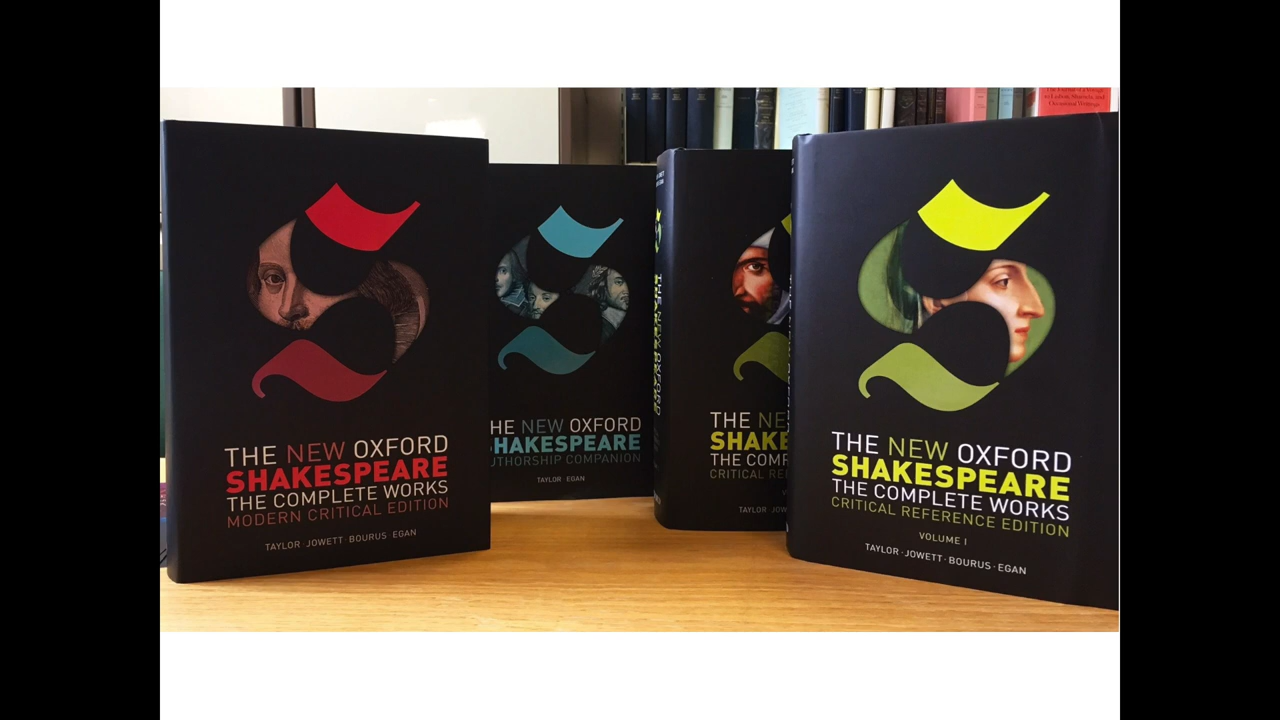 THE NEW OXFORD
SHAKESPEARE
THE COMPLETE WORKS
MODERN CRITICAL EDITION
TAYLOR · JOWETT · BOURUS · EGAN
HE NEW OXFORD
HAKESPEARE
UTHORSHIP COMPANION
TAYLOR · EGAN
THE NEW OXFORD
SHAKESPEARE
THE NE
SHAKE
THE COMP
CRITICAL RE
TAYLOR · JOW
THE NEW OXFORD
SHAKESPEARE
THE COMPLETE WORKS
CRITICAL REFERENCE EDITION
VOLUME I
TAYLOR · JOWETT · BOURUS · EGAN